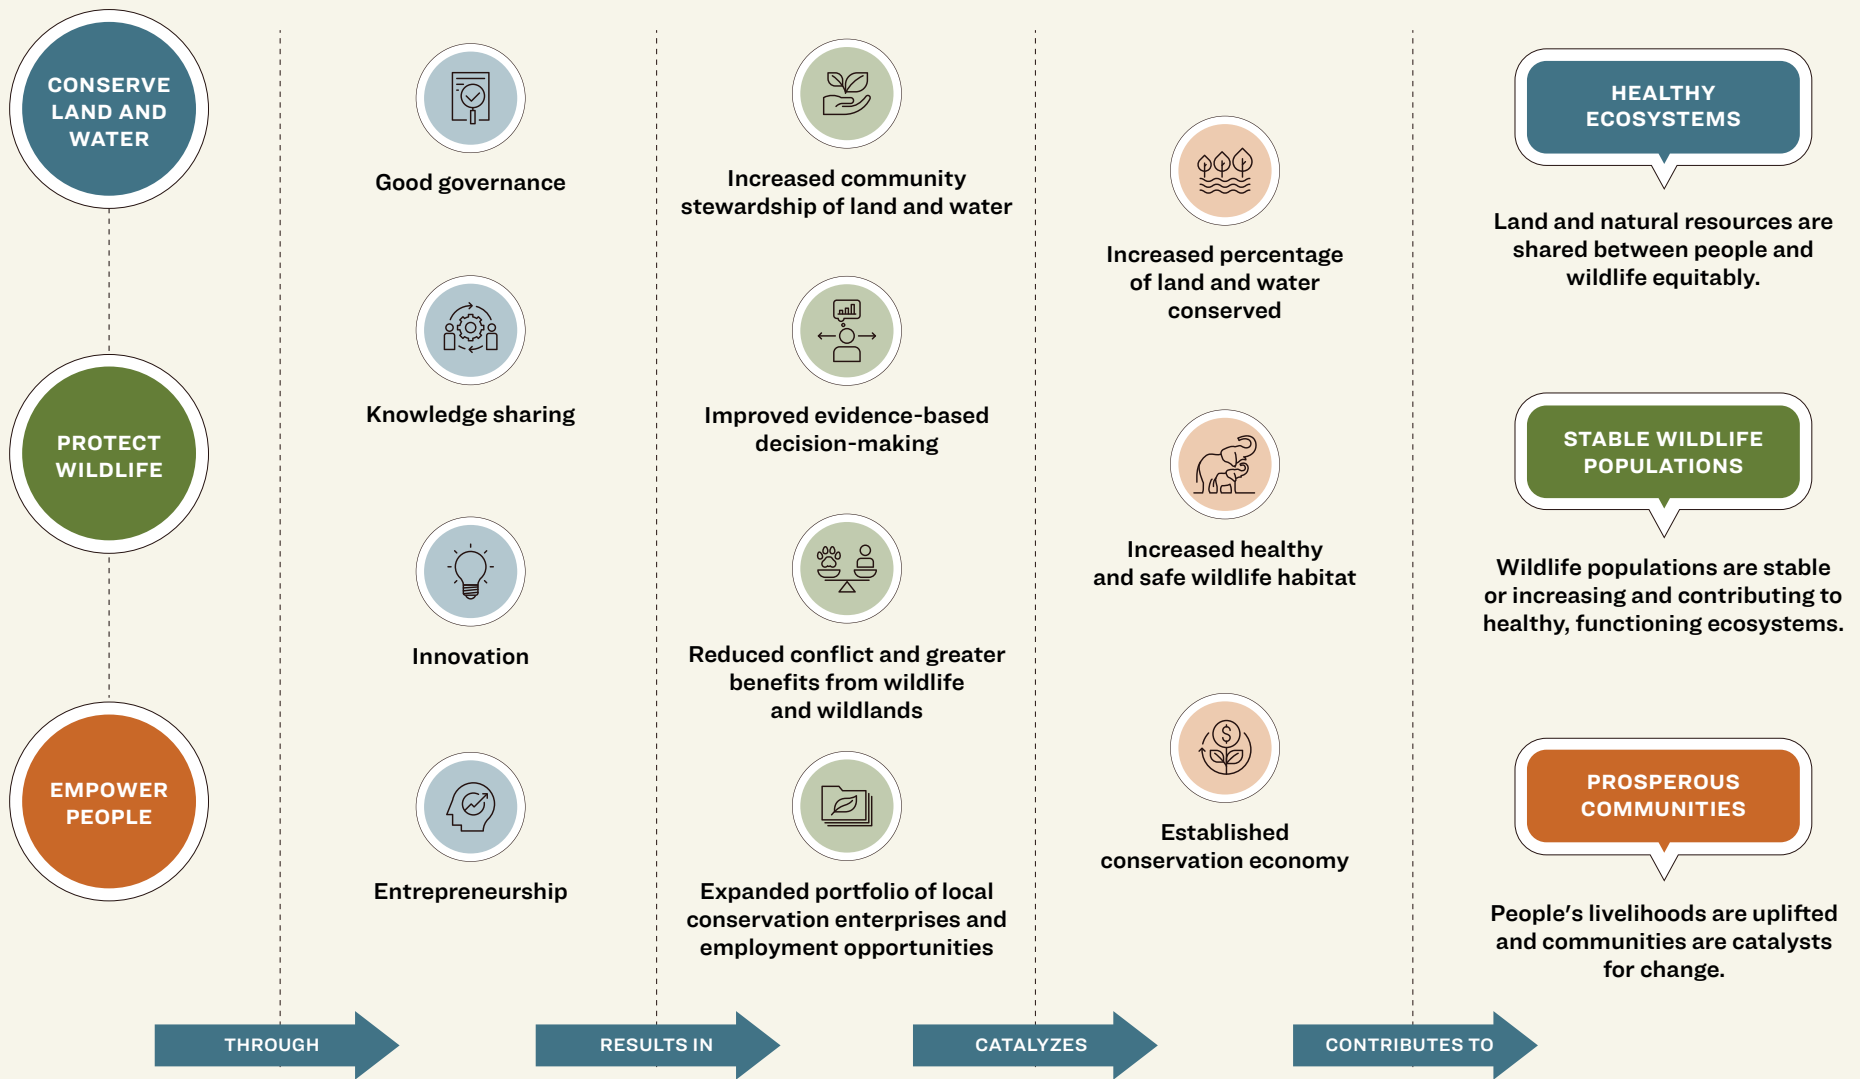 CONSERVE
LAND AND
WATER
PROTECT
WILDLIFE
EMPOWER
PEOPLE
Good governance
Knowledge sharing
Innovation
Entrepreneurship
Increased community
stewardship of land and water
Improved evidence-based
decision-making
Reduced conflict and greater
benefits from wildlife
and wildlands
Expanded portfolio of local
conservation enterprises and
employment opportunities
Increased percentage
of land and water
conserved
Increased healthy
and safe wildlife habitat
$
Established
conservation economy
HEALTHY
ECOSYSTEMS
Land and natural resources are
shared between people and
wildlife equitably.
STABLE WILDLIFE
POPULATIONS
Wildlife populations are stable
or increasing and contributing to
healthy, functioning ecosystems.
PROSPEROUS
COMMUNITIES
People's livelihoods are uplifted
and communities are catalysts
for change.
THROUGH
RESULTS IN
CATALYZES
CONTRIBUTES TO